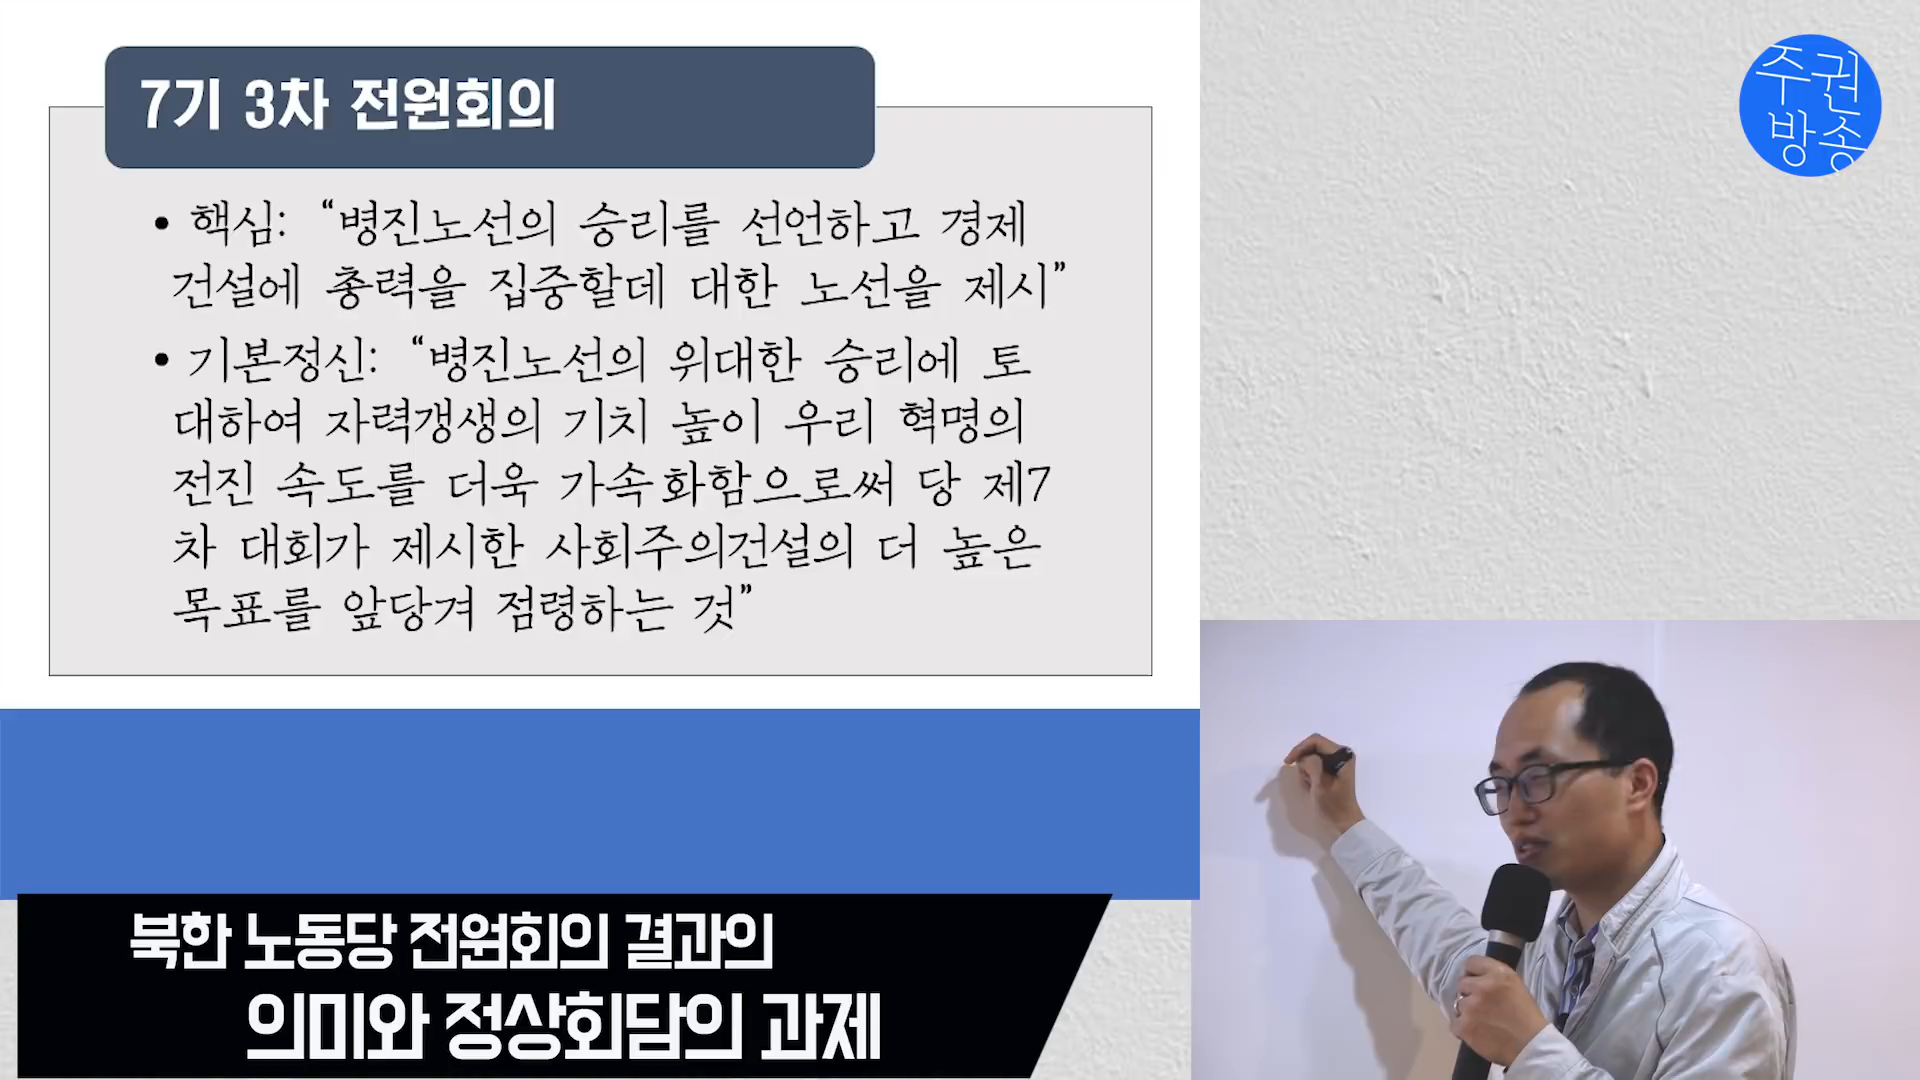 7기 3차 전원회의
• 핵심: “병진노선의 승리를 선언하고 경제
건설에 총력을 집중할데 대한 노선을 제시”
• 기본정신: “병진노선의 위대한 승리에 토
대하여 자력갱생의 기치 높이 우리 혁명의
전진 속도를 더욱 가속화함으로써 당 제7
차 대회가 제시한 사회주의건설의 더 높은
목표를 앞당겨 점령하는 것”
주권
방송
북한 노동당 전원회의 결과의
의미와 정상회담의 과제